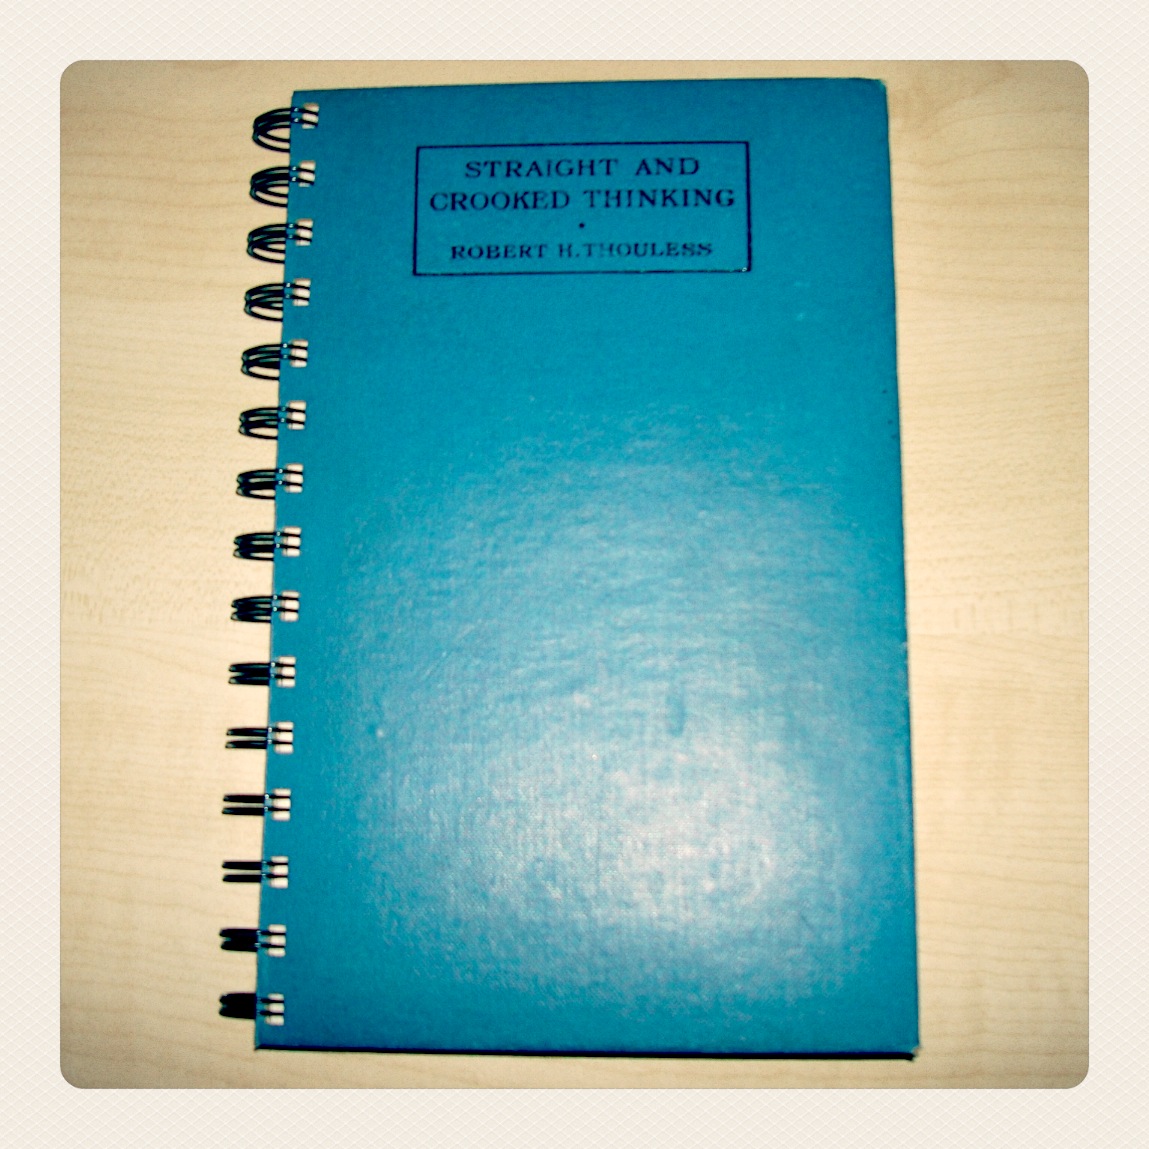 STRAIGHT AND
CROOKED THINKING
·
ROBERT H. THOULESS